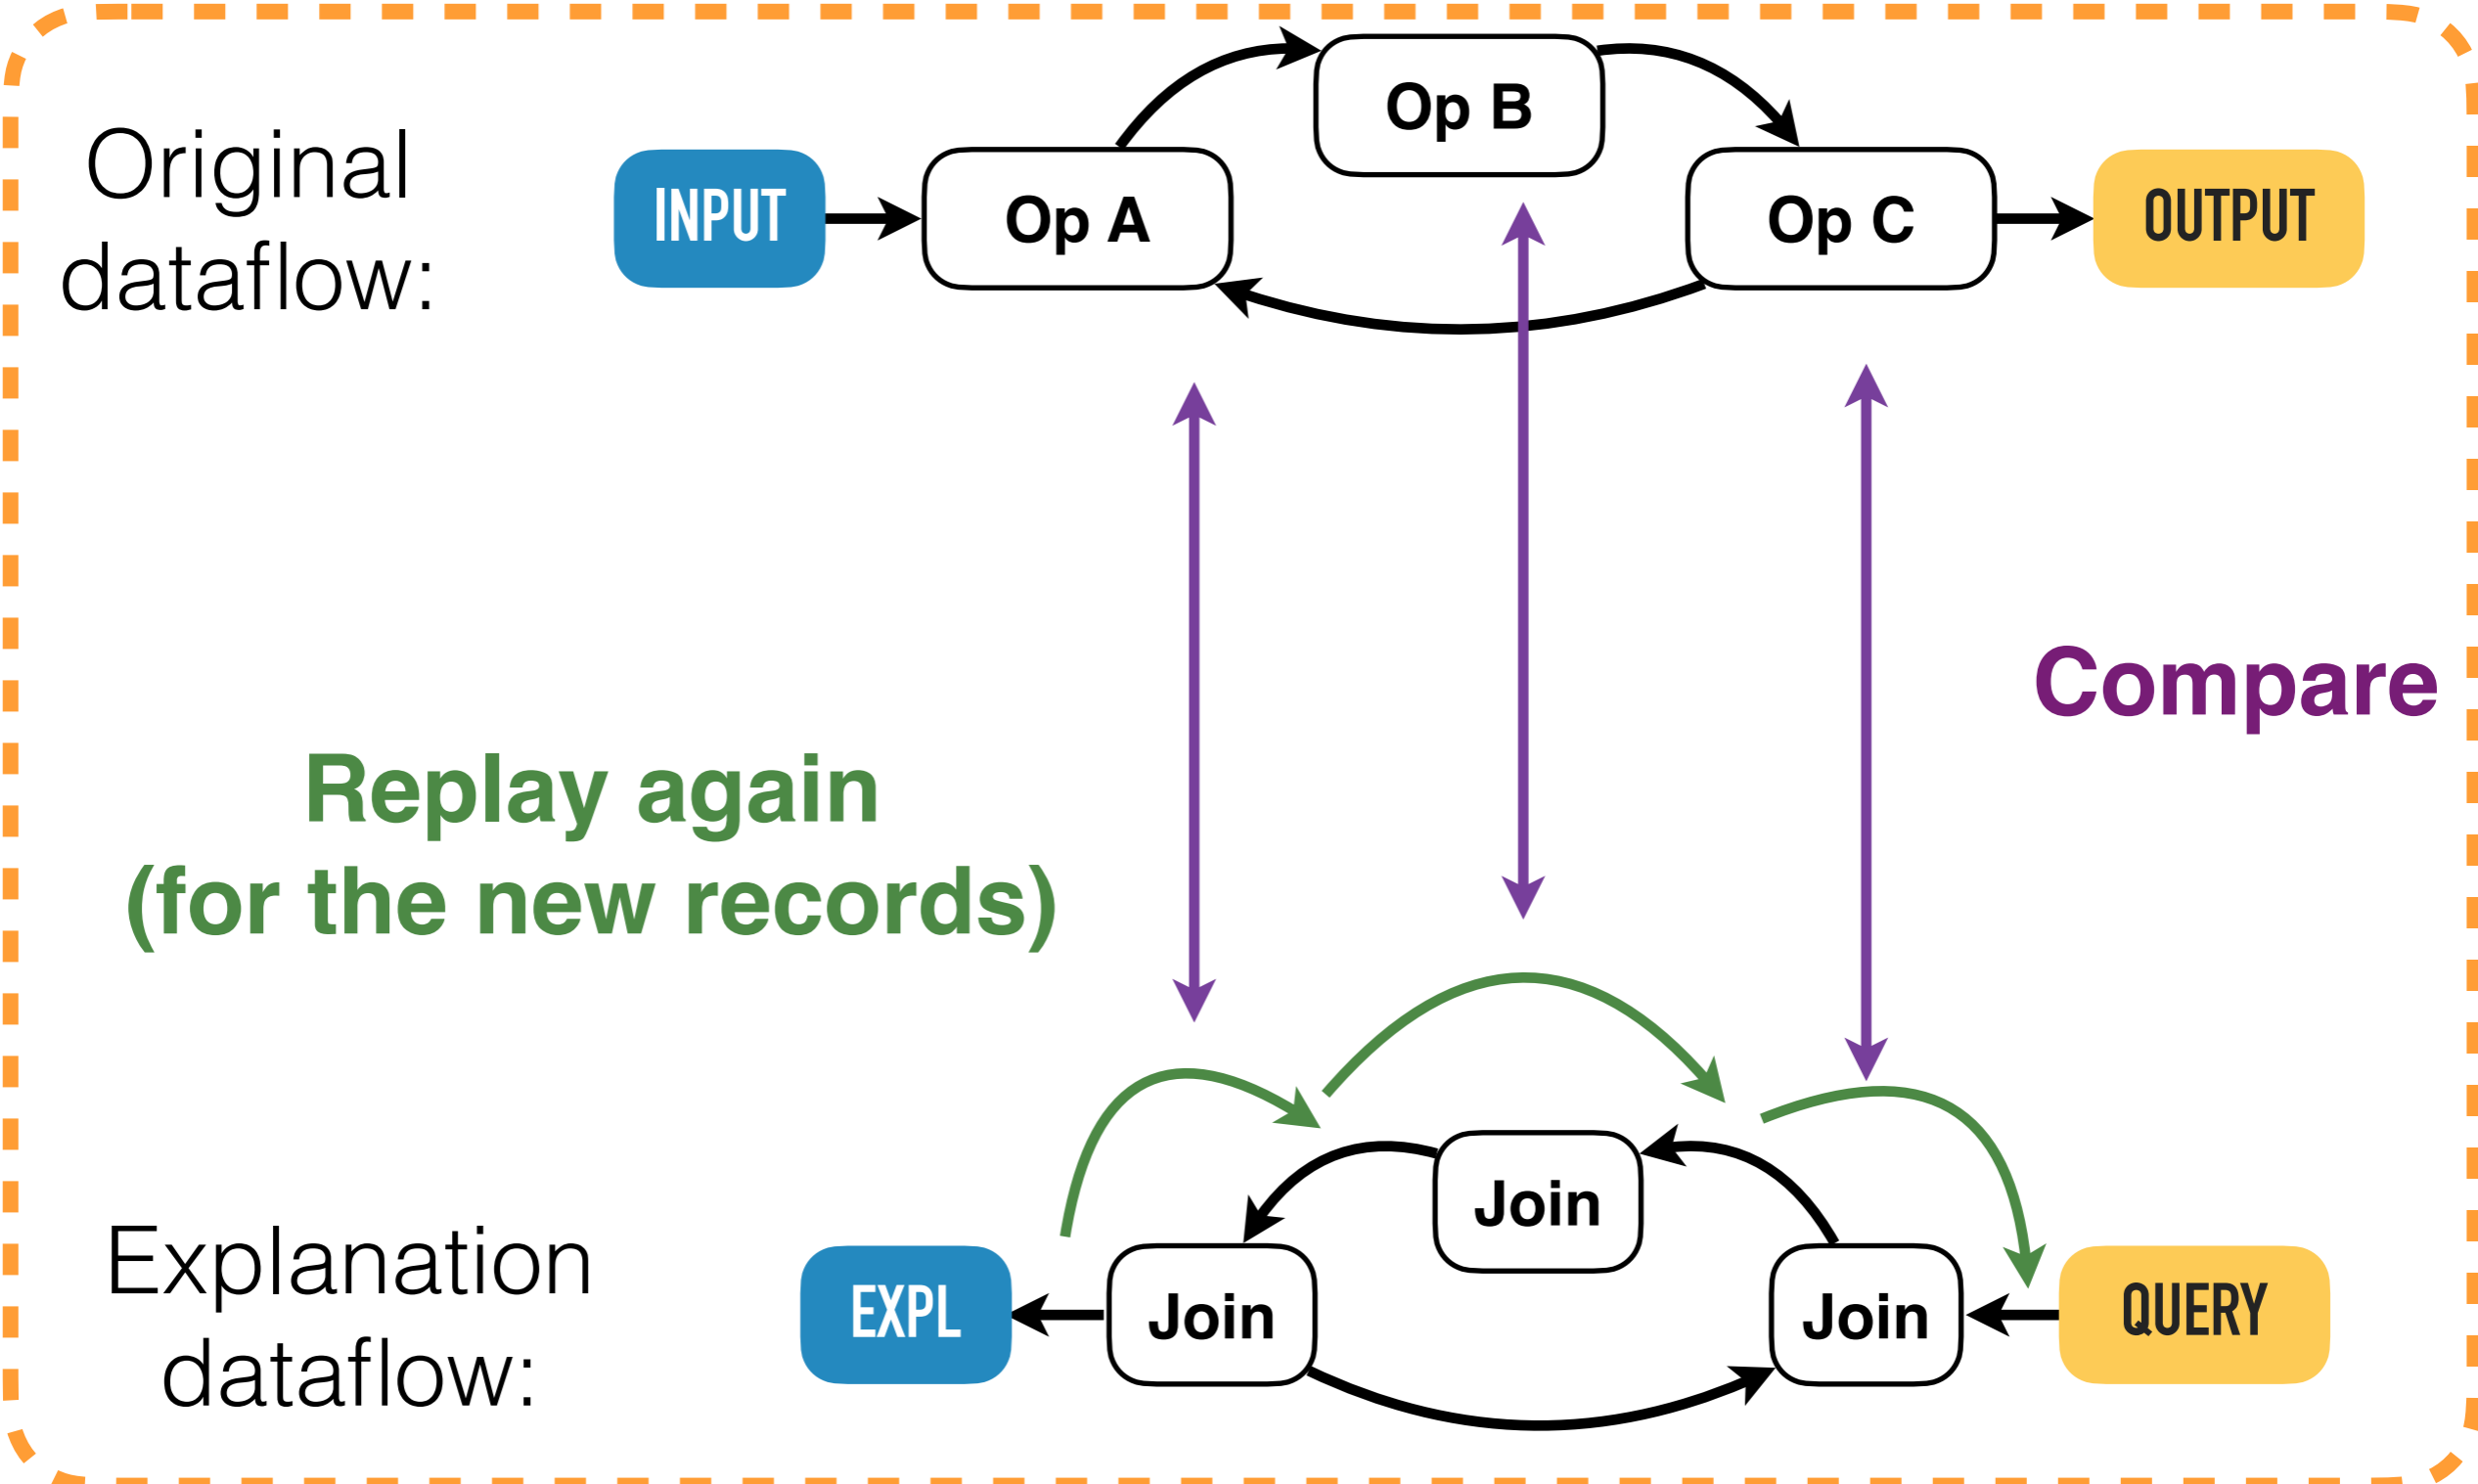 Original
dataflow:
INPUT
Op A
Op B
Op C
OUTPUT
Compare
Replay again
(for the new records)
Explanation
dataflow:
EXPL
Join
Join
Join
QUERY